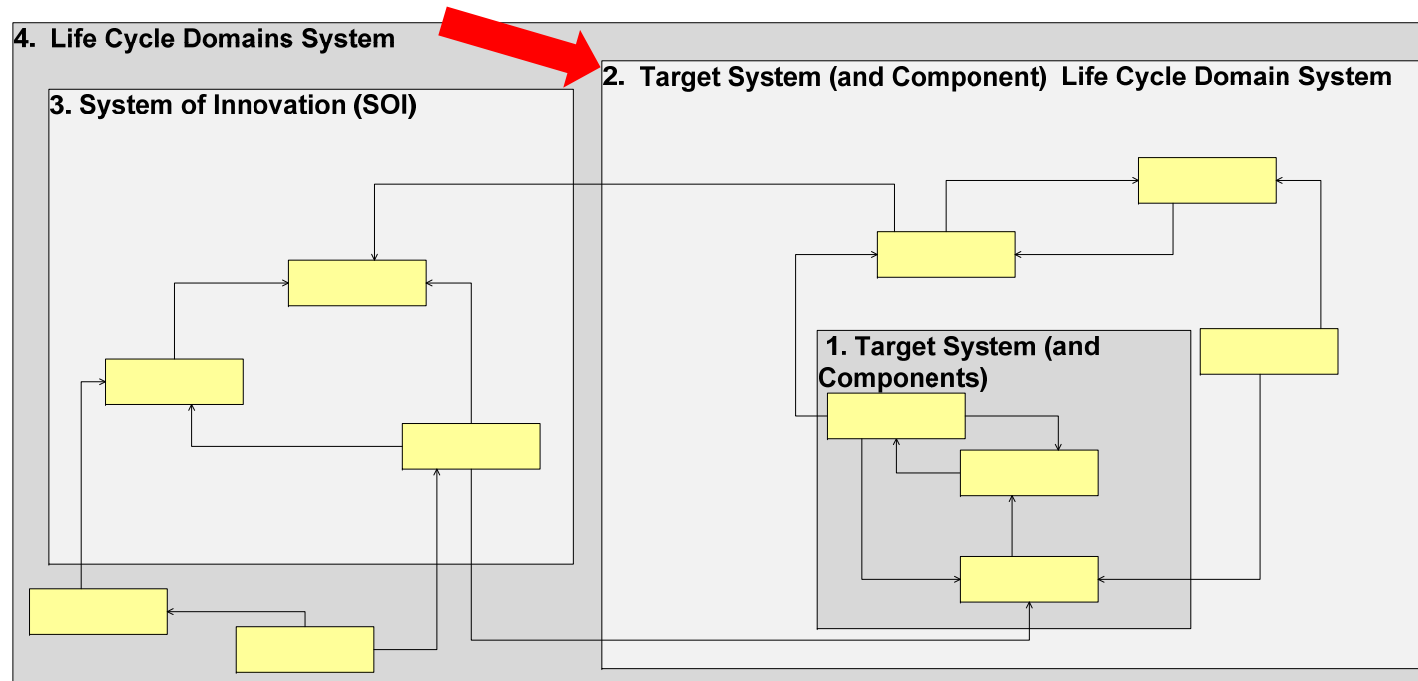 4. Life Cycle Domains System
2. Target System (and Component) Life Cycle Domain System
3. System of Innovation (SOI)
1. Target System (and
Components)